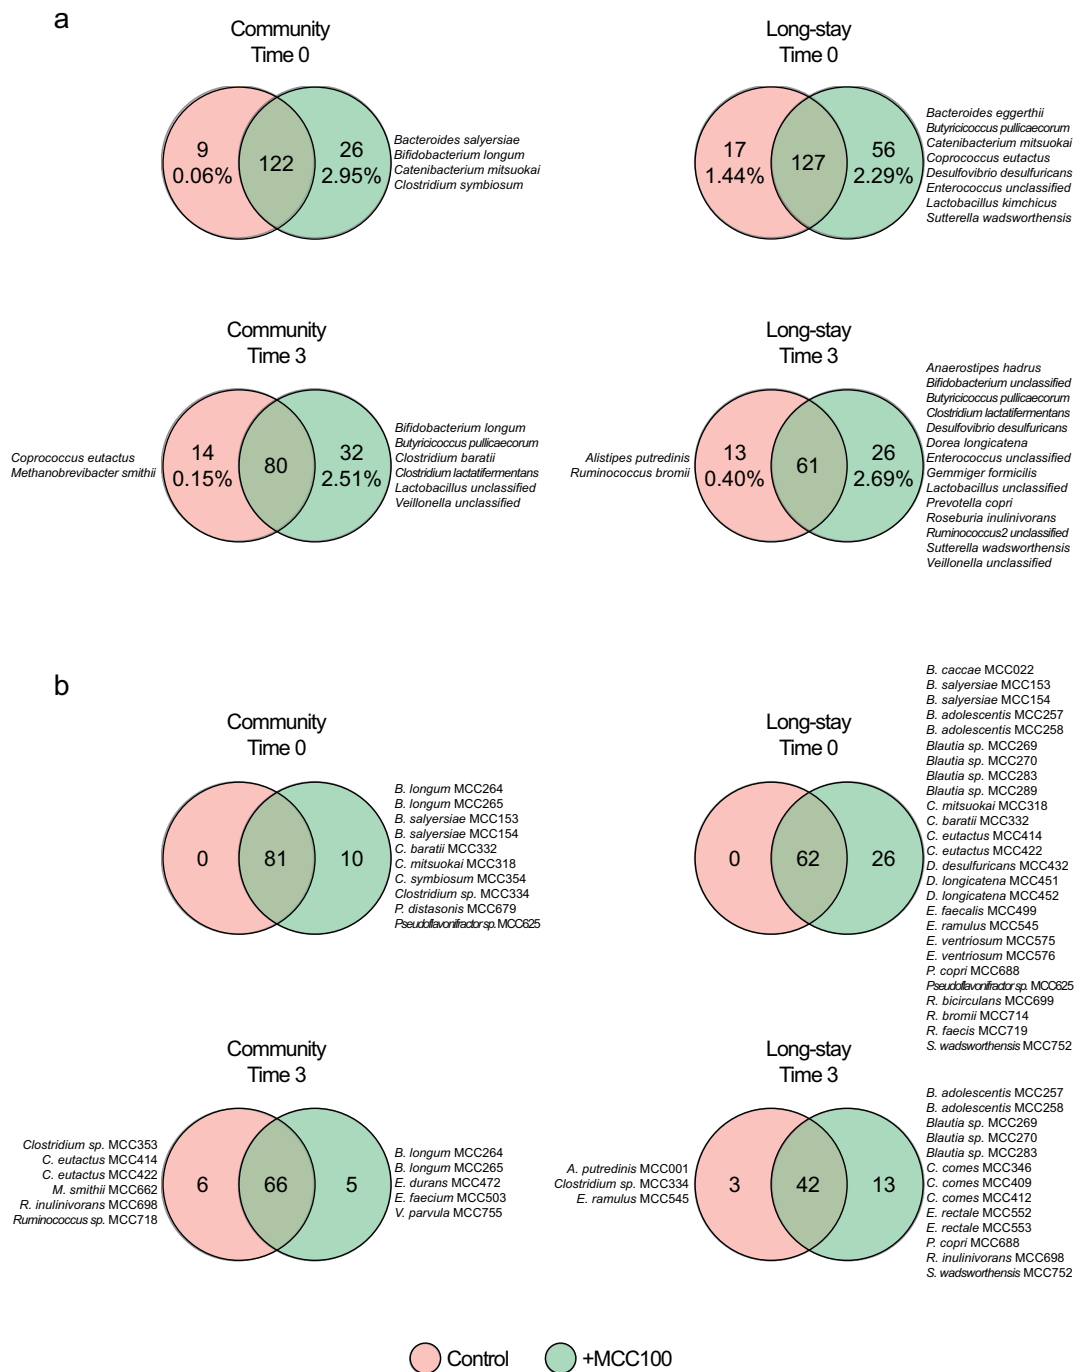 a
Community
Time 0
9
0.06%
122
26
2.95%
Bacteroides salyersiae
Bifidobacterium longum
Catenibacterium mitsuokai
Clostridium symbiosum
Long-stay
Time 0
17
1.44%
127
56
2.29%
Bacteroides eggerthii
Butyricicoccus pullicaecorum
Catenibacterium mitsuokai
Coprococcus eutactus
Desulfovibrio desulfuricans
Enterococcus unclassified
Lactobacillus kimchicus
Sutterella wadsworthensis
Community
Time 3
Coprococcus eutactus
Methanobrevibacter smithii
14
0.15%
80
32
2.51%
Bifidobacterium longum
Butyricicoccus pullicaecorum
Clostridium baratii
Clostridium lactatifermentans
Lactobacillus unclassified
Veillonella unclassified
Long-stay
Time 3
Alistipes putredinis
Ruminococcus bromii
13
0.40%
61
26
2.69%
Anaerostipes hadrus
Bifidobacterium unclassified
Butyricicoccus pullicaecorum
Clostridium lactatifermentans
Desulfovibrio desulfuricans
Dorea longicatena
Enterococcus unclassified
Gemmiger formicilis
Lactobacillus unclassified
Prevotella copri
Roseburia inulinivorans
Ruminococcus2 unclassified
Sutterella wadsworthensis
Veillonella unclassified
b
Community
Time 0
0
81
10
B. longum MCC264
B. longum MCC265
B. salyersiae MCC153
B. salyersiae MCC154
C. baratii MCC332
C. mitsuokai MCC318
C. symbiosum MCC354
Clostridium sp. MCC334
P. distasonis MCC679
Pseudoflavonifractor sp. MCC625
Long-stay
Time 0
0
62
26
B. caccae MCC022
B. salyersiae MCC153
B. salyersiae MCC154
B. adolescentis MCC257
B. adolescentis MCC258
Blautia sp. MCC269
Blautia sp. MCC270
Blautia sp. MCC283
Blautia sp. MCC289
C. mitsuokai MCC318
C. baratii MCC332
C. eutactus MCC414
C. eutactus MCC422
D. desulfuricans MCC432
D. longicatena MCC451
D. longicatena MCC452
E. faecalis MCC499
E. ramulus MCC545
E. ventriosum MCC575
E. ventriosum MCC576
P. copri MCC688
Pseudoflavonifractor sp. MCC625
R. bicirculans MCC699
R. bromii MCC714
R. faecis MCC719
S. wadsworthensis MCC752
Community
Time 3
Clostridium sp. MCC353
C. eutactus MCC414
C. eutactus MCC422
M. smithii MCC662
R. inulinivorans MCC698
Ruminococcus sp. MCC718
6
66
5
B. longum MCC264
B. longum MCC265
E. durans MCC472
E. faecium MCC503
V. parvula MCC755
Long-stay
Time 3
A. putredinis MCC001
Clostridium sp. MCC334
E. ramulus MCC545
3
42
13
B. adolescentis MCC257
B. adolescentis MCC258
Blautia sp. MCC269
Blautia sp. MCC270
Blautia sp. MCC283
C. comes MCC346
C. comes MCC409
C. comes MCC412
E. rectale MCC552
E. rectale MCC553
P. copri MCC688
R. inulinivorans MCC698
S. wadsworthensis MCC752
Control
+MCC100